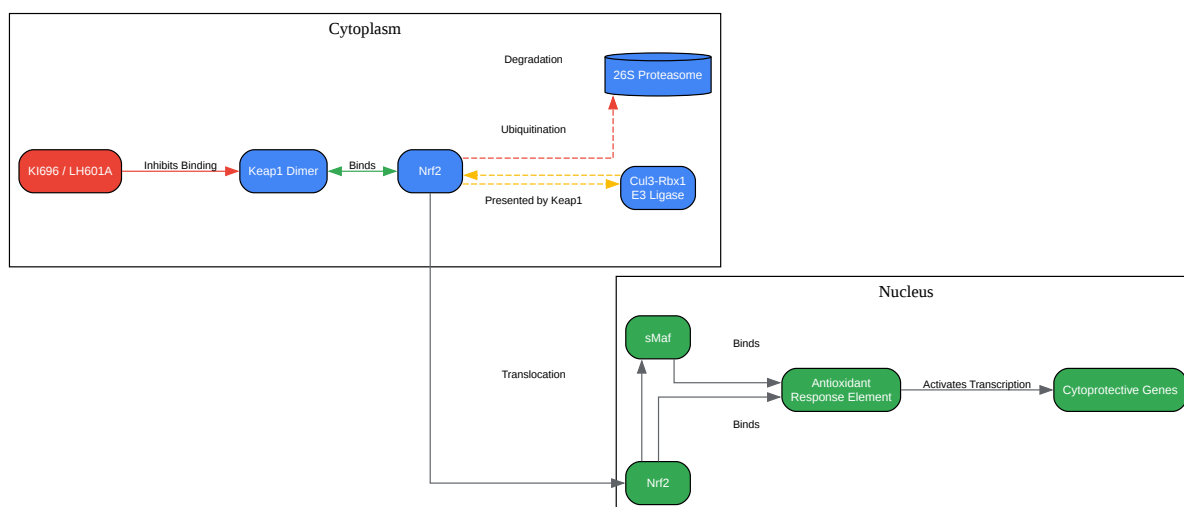 Cytoplasm
Degradation
26S Proteasome
Ubiquitination
KI696 / LH601A
Inhibits Binding
Keap1 Dimer
Binds
Nrf2
Cul3-Rbx1
E3 Ligase
Presented by Keap1
Nucleus
sMaf
Binds
Translocation
Antioxidant
Response Element
Activates Transcription
Cytoprotective Genes
Binds
Nrf2